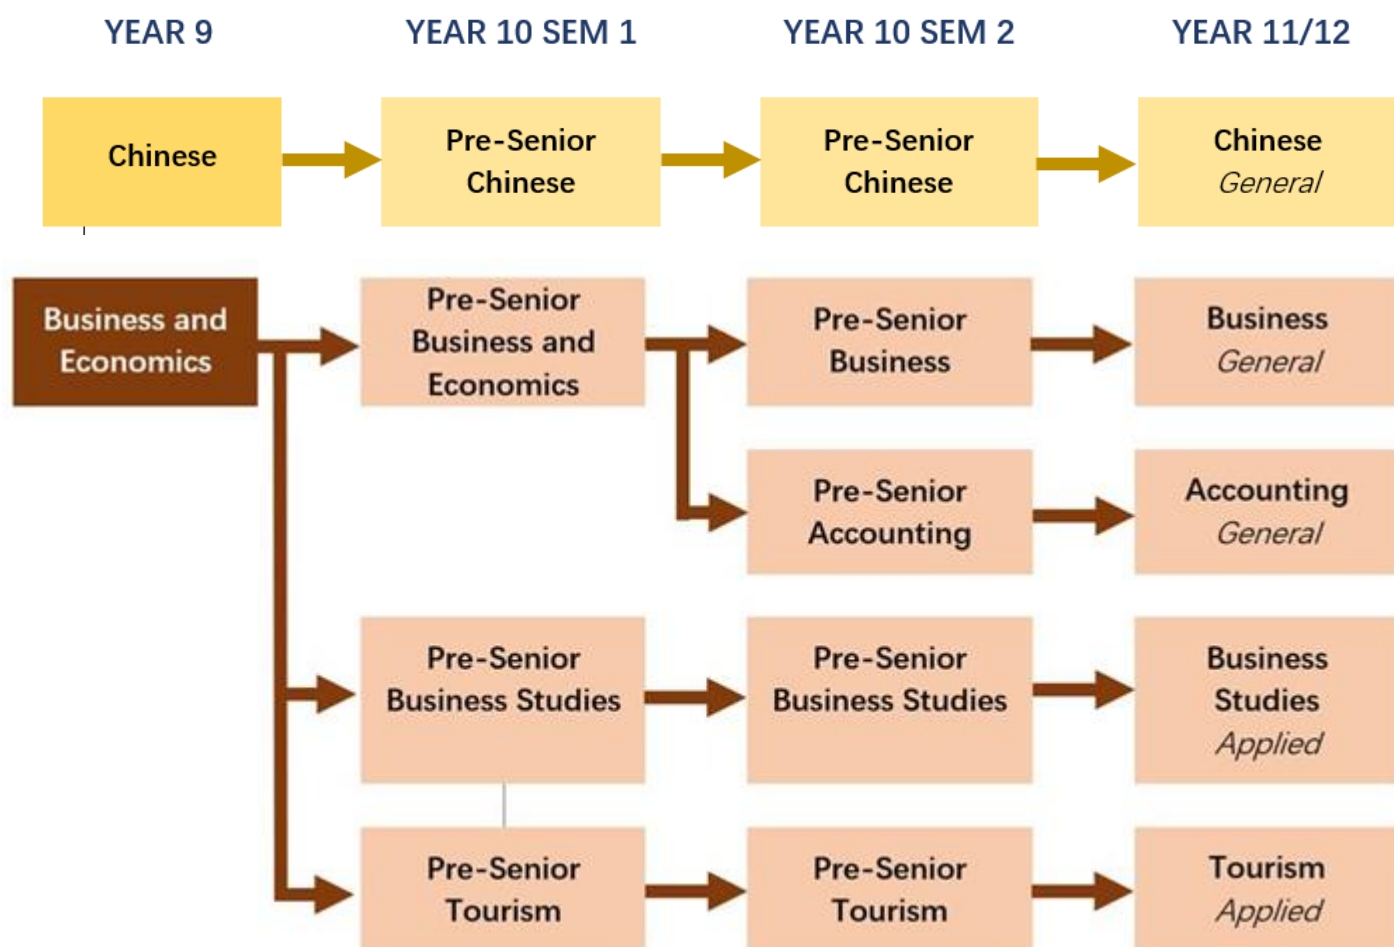 YEAR 9 YEAR 10 SEM 1 YEAR 10 SEM 2 YEAR 11/12
Chinese
Pre-Senior
Chinese
Pre-Senior
Chinese
Chinese
General
Business and
Economics
Pre-Senior
Business and
Economics
Pre-Senior
Business
Business
General
Pre-Senior
Accounting
Accounting
General
Pre-Senior
Business Studies
Pre-Senior
Business Studies
Business
Studies
Applied
Pre-Senior
Tourism
Pre-Senior
Tourism
Tourism
Applied